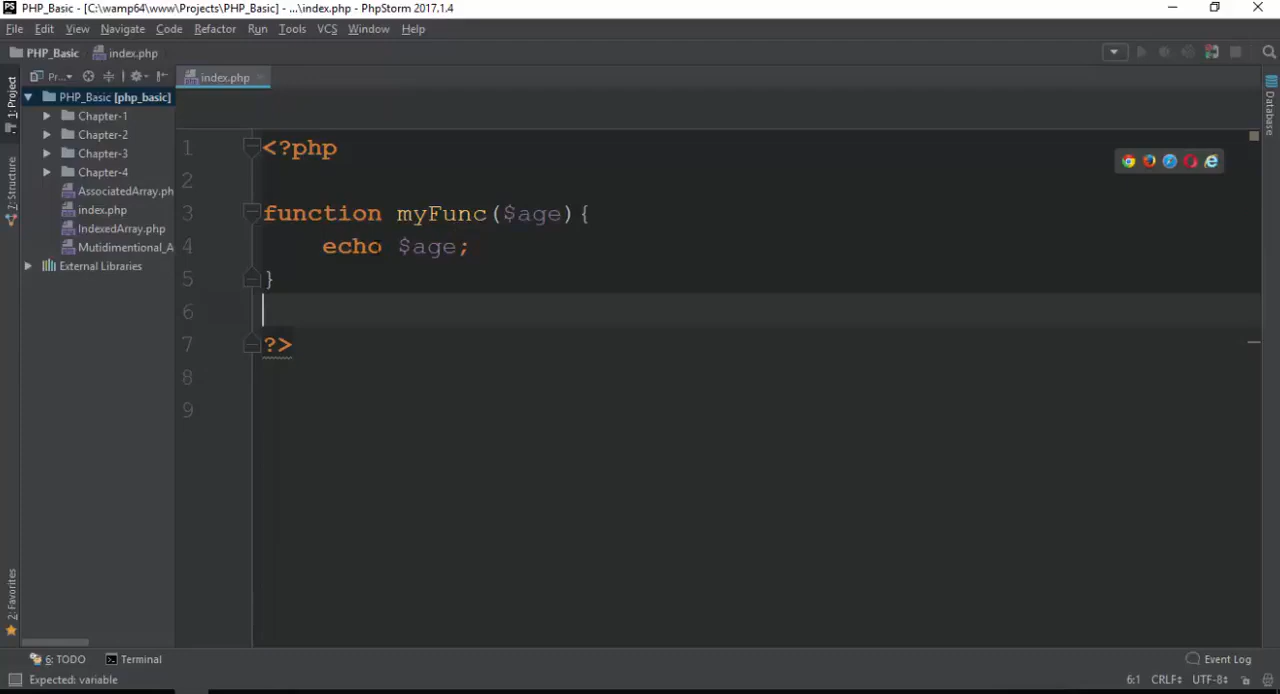 PHP_Basic - [C:\wamp64\www\Projects\PHP_Basic] - ...\index.php - PhpStorm 2017.1.4
File Edit View Navigate Code Refactor Run Tools VCS Window Help
PHP_Basic index.php
1: Project
7: Structure
2: Favorites
Pr...
PHP_Basic [php_basic]
Chapter-1
Chapter-2
Chapter-3
Chapter-4
AssociatedArray.ph
index.php
IndexedArray.php
Mutidimentional_A
External Libraries
index.php
1 <?php
2
3 function myFunc($age){
4 echo $age;
5 }
6
7 ?>
8
9
Database
6: TODO Terminal Event Log
Expected: variable 6:1 CRLF UTF-8